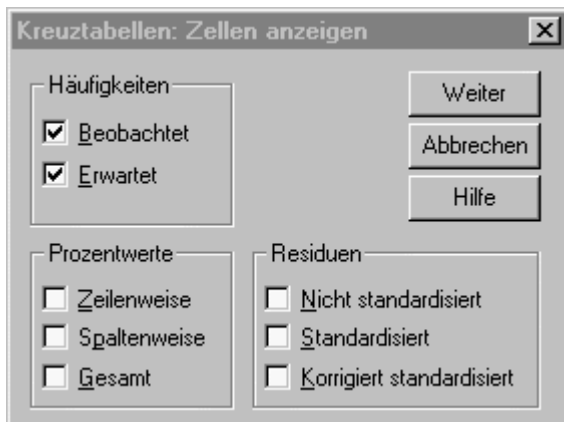 Kreuztabellen: Zellen anzeigen
Häufigkeiten
Beobachtet
Erwartet
Weiter
Abbrechen
Hilfe
Prozentwerte
Zeilenweise
Spaltenweise
Gesamt
Residuen
Nicht standardisiert
Standardisiert
Korrigiert standardisiert